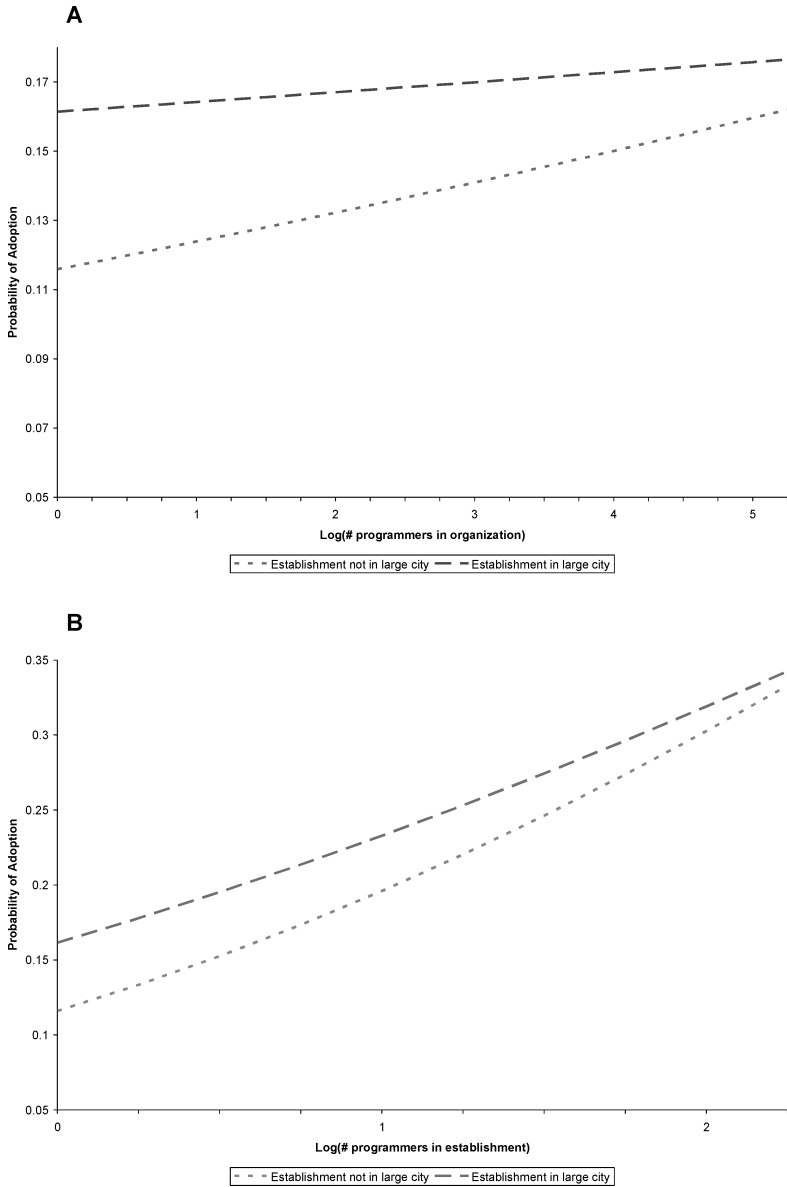 A
0.17
0.15
0.13
0.11
0.09
0.07
0.05
Probability of Adoption
0 1 2 3 4 5
Log(# programmers in organization)
Establishment not in large city Establishment in large city
B
0.35
0.3
0.25
0.2
0.15
0.1
0.05
Probability of Adoption
0 1 2
Log(# programmers in establishment)
Establishment not in large city Establishment in large city